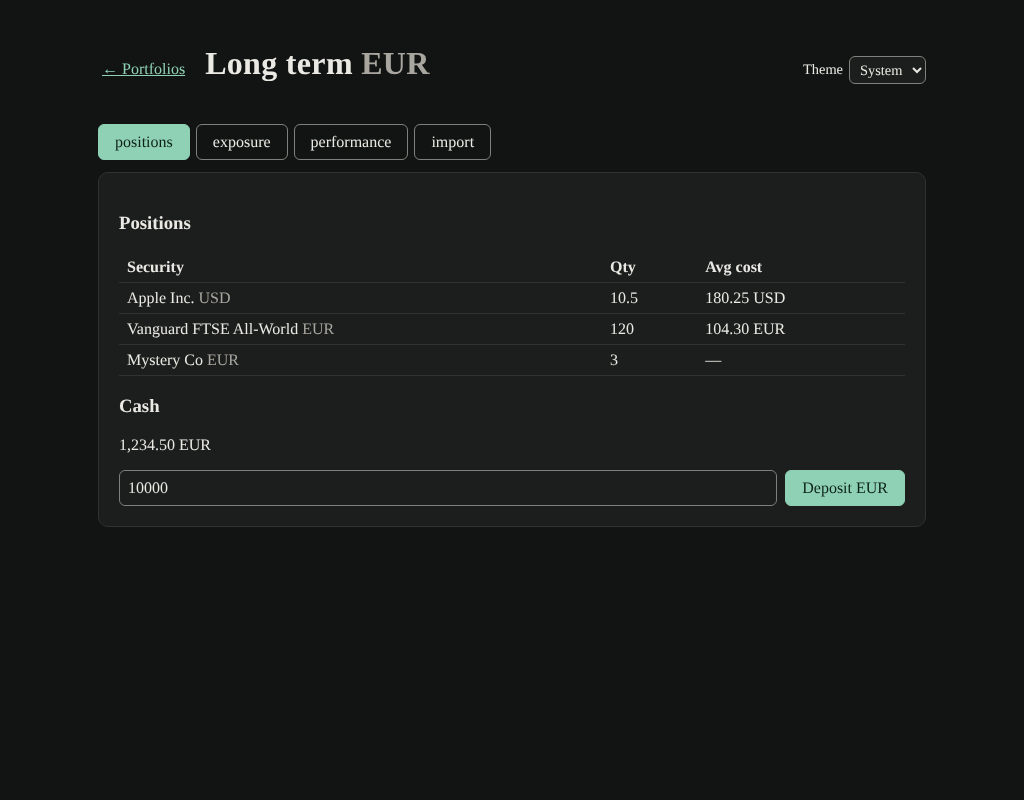 ← Portfolios Long term EUR Theme System
positions exposure performance import
Positions
Security Qty Avg cost
Apple Inc. USD 10.5 180.25 USD
Vanguard FTSE All-World EUR 120 104.30 EUR
Mystery Co EUR 3 —
Cash
1,234.50 EUR
10000 Deposit EUR